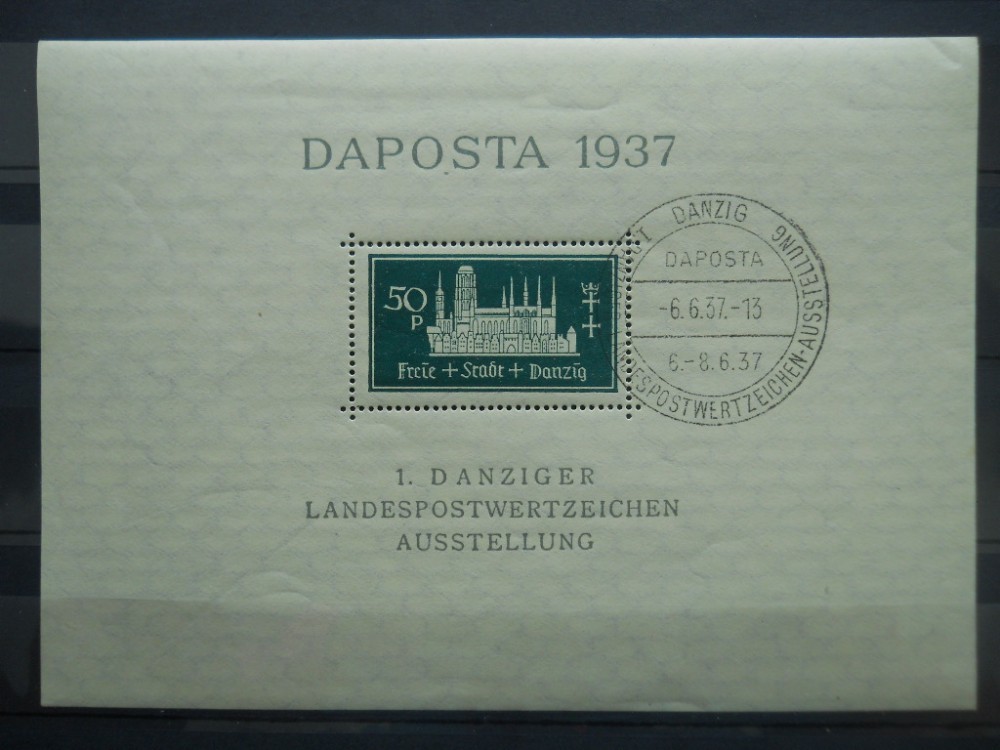 DAPOSTA 1937
50
P
Freie + Stadt + Danzig
DANZIG
LANDESPOSTWERTZEICHEN-AUSSTELLUNG
DAPOSTA
-6.6.37.-13
6.-8.6.37
1. DANZIGER
LANDESPOSTWERTZEICHEN
AUSSTELLUNG